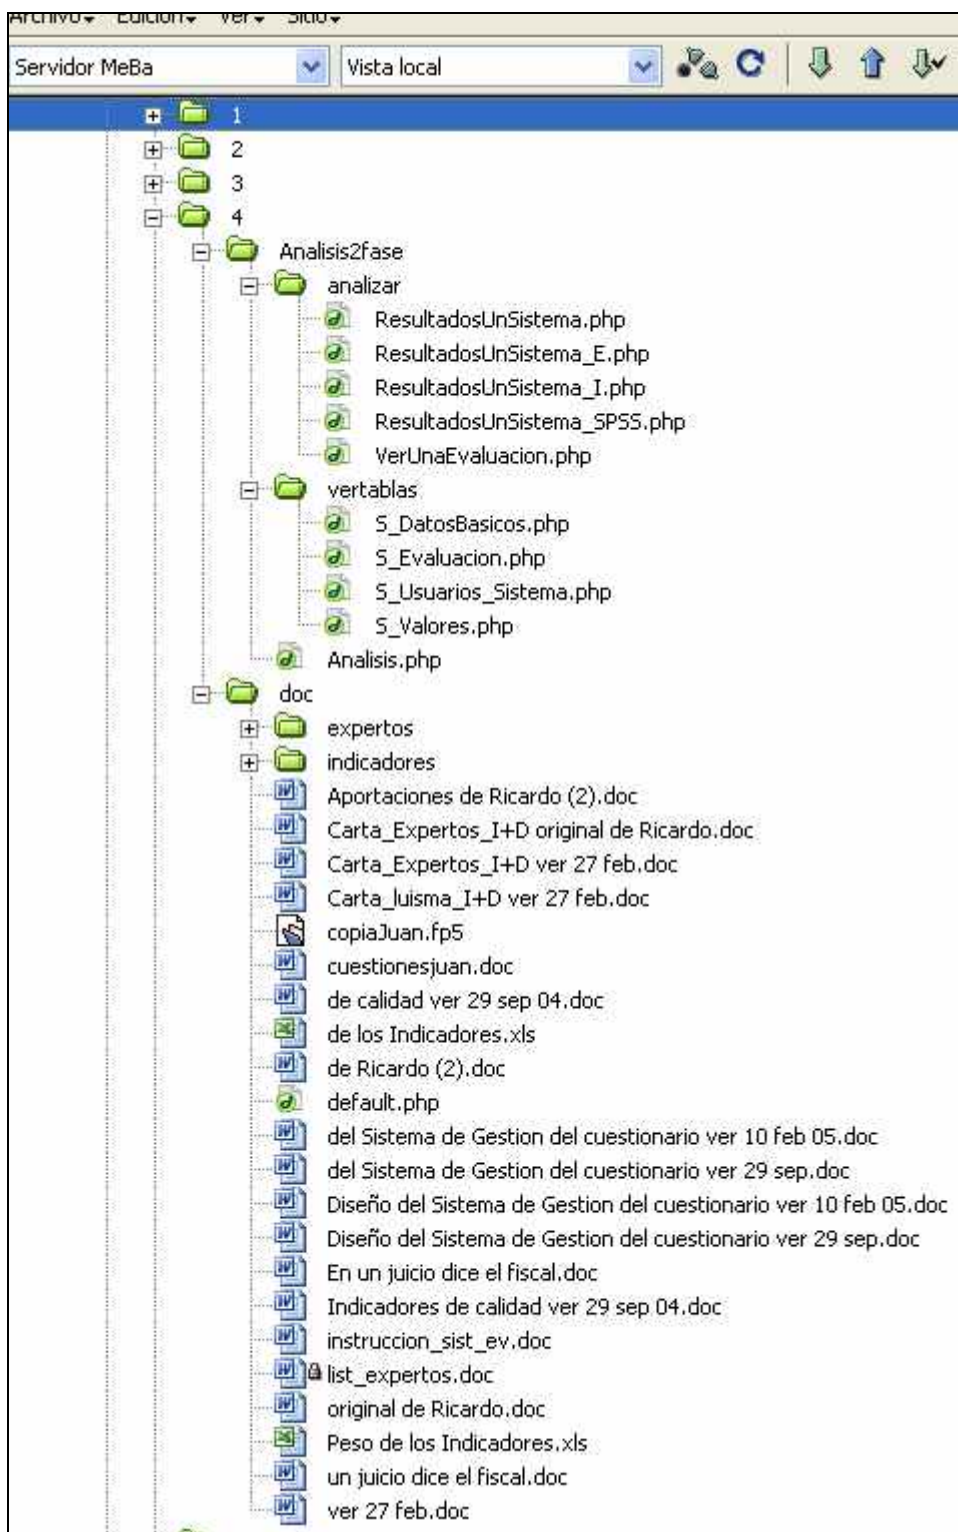 Archivo Edición Ver Sitio
Servidor MeBa Vista local
1
2
3
4
Analisis2fase
analizar
ResultadosUnSistema.php
ResultadosUnSistema_E.php
ResultadosUnSistema_I.php
ResultadosUnSistema_SPSS.php
VerUnaEvaluacion.php
vertablas
S_DatosBasicos.php
S_Evaluacion.php
S_Usuarios_Sistema.php
S_Valores.php
Analisis.php
doc
expertos
indicadores
Aportaciones de Ricardo (2).doc
Carta_Expertos_I+D original de Ricardo.doc
Carta_Expertos_I+D ver 27 feb.doc
Carta_luisma_I+D ver 27 feb.doc
copiaJuan.fp5
cuestionesjuan.doc
de calidad ver 29 sep 04.doc
de los Indicadores.xls
de Ricardo (2).doc
default.php
del Sistema de Gestion del cuestionario ver 10 feb 05.doc
del Sistema de Gestion del cuestionario ver 29 sep.doc
Diseño del Sistema de Gestion del cuestionario ver 10 feb 05.doc
Diseño del Sistema de Gestion del cuestionario ver 29 sep.doc
En un juicio dice el fiscal.doc
Indicadores de calidad ver 29 sep 04.doc
instruccion_sist_ev.doc
list_expertos.doc
original de Ricardo.doc
Peso de los Indicadores.xls
un juicio dice el fiscal.doc
ver 27 feb.doc